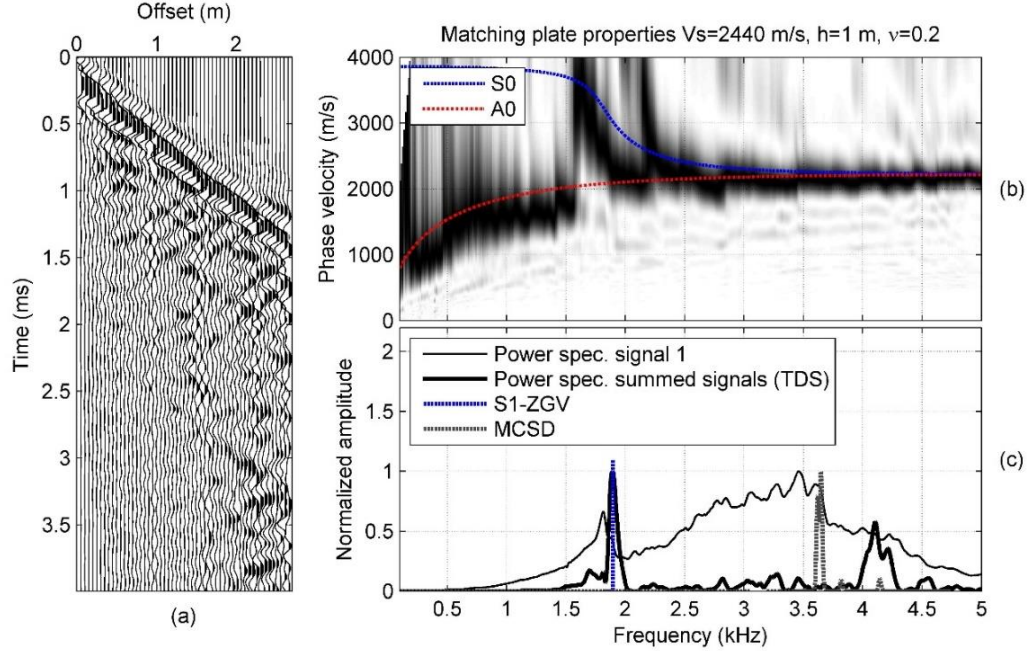 Offset (m)
0 1 2
0
0.5
1
1.5
2
2.5
3
3.5
Time (ms)
(a)
Matching plate properties Vs=2440 m/s, h=1 m, ν=0.2
4000
3000
2000
1000
0
Phase velocity (m/s)
S0
A0
(b)
2
1.5
1
0.5
0
Normalized amplitude
Power spec. signal 1
Power spec. summed signals (TDS)
S1-ZGV
MCSD
(c)
0.5 1 1.5 2 2.5 3 3.5 4 4.5 5
Frequency (kHz)